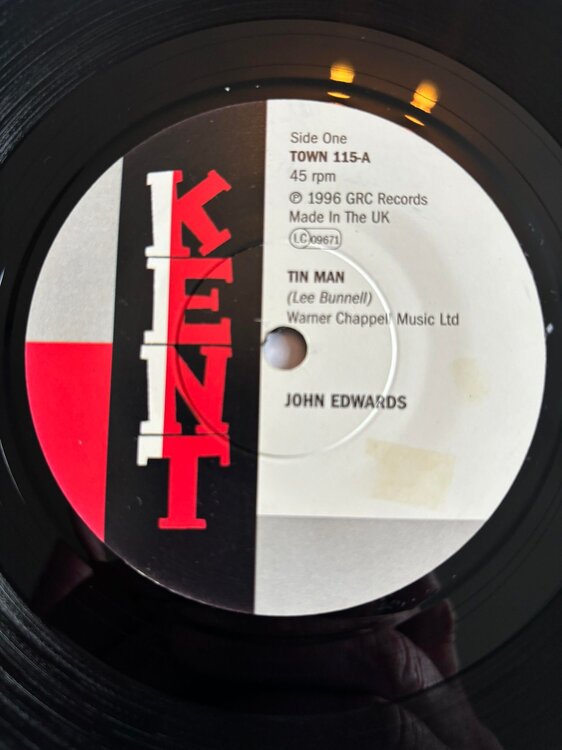 KENT
Side One
TOWN 115-A
45 rpm
℗ 1996 GRC Records
Made In The UK
LC 09671
TIN MAN
(Lee Bunnell)
Warner Chappell Music Ltd
JOHN EDWARDS